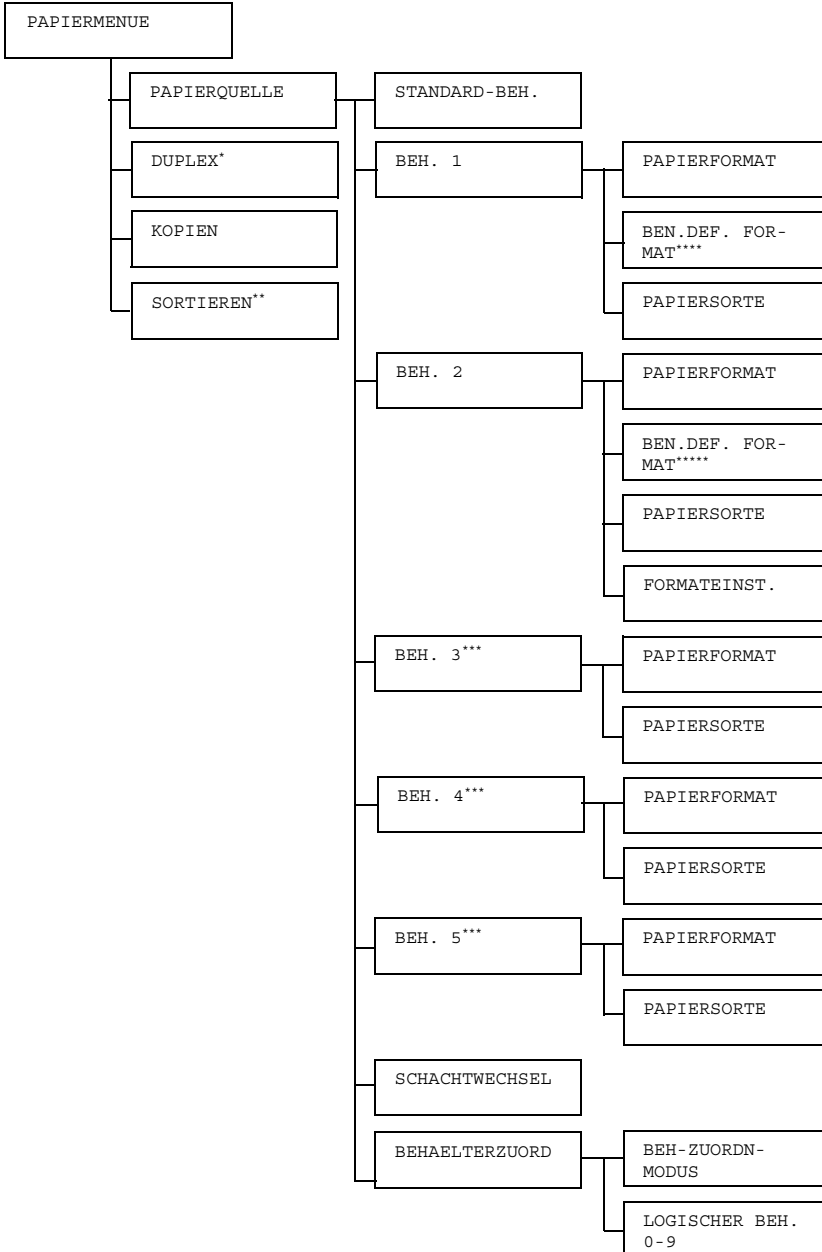 PAPIERMENUE
PAPIERQUELLE
STANDARD-BEH.
DUPLEX*
BEH. 1
PAPIERFORMAT
KOPIEN
BEN.DEF. FOR-
MAT****
SORTIEREN**
PAPIERSORTE
BEH. 2
PAPIERFORMAT
BEN.DEF. FOR-
MAT*****
PAPIERSORTE
FORMATEINST.
BEH. 3***
PAPIERFORMAT
PAPIERSORTE
BEH. 4***
PAPIERFORMAT
PAPIERSORTE
BEH. 5***
PAPIERFORMAT
PAPIERSORTE
SCHACHTWECHSEL
BEHAELTERZUORD
BEH-ZUORDN-
MODUS
LOGISCHER BEH.
0-9